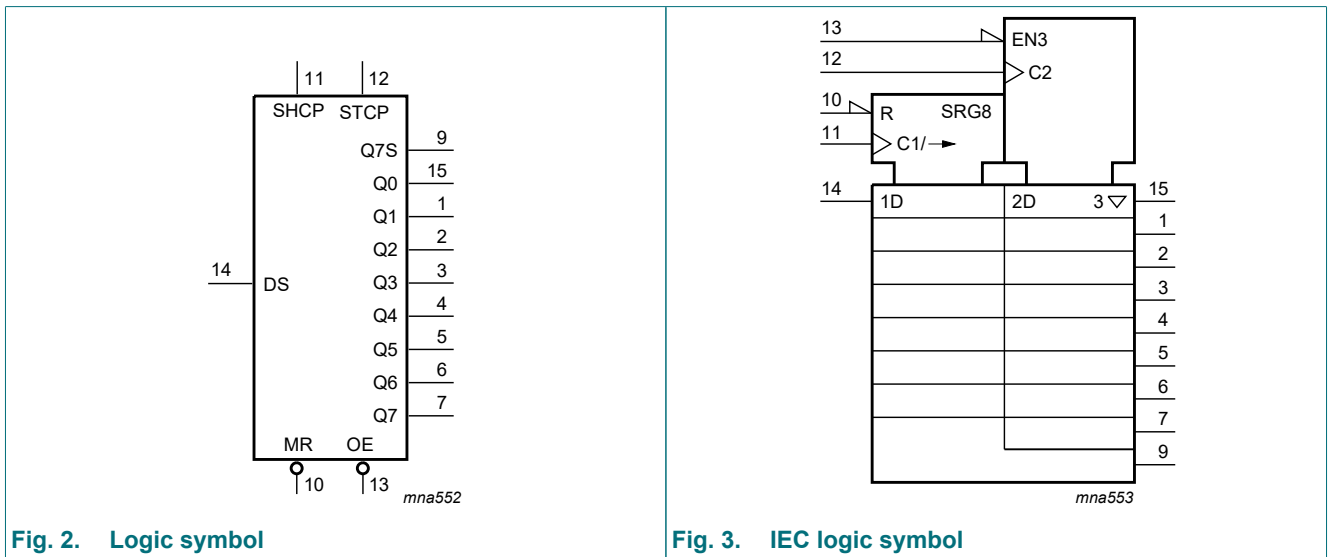 11 12
SHCP STCP
Q7S 9
Q0 15
Q1 1
Q2 2
14 DS Q3 3
Q4 4
Q5 5
Q6 6
Q7 7
MR OE
10 13
mna552
Fig. 2. Logic symbol
13 EN3
12 C2
10 R SRG8
11 C1/
14 1D 2D 3 15
1
2
3
4
5
6
7
9
mna553
Fig. 3. IEC logic symbol